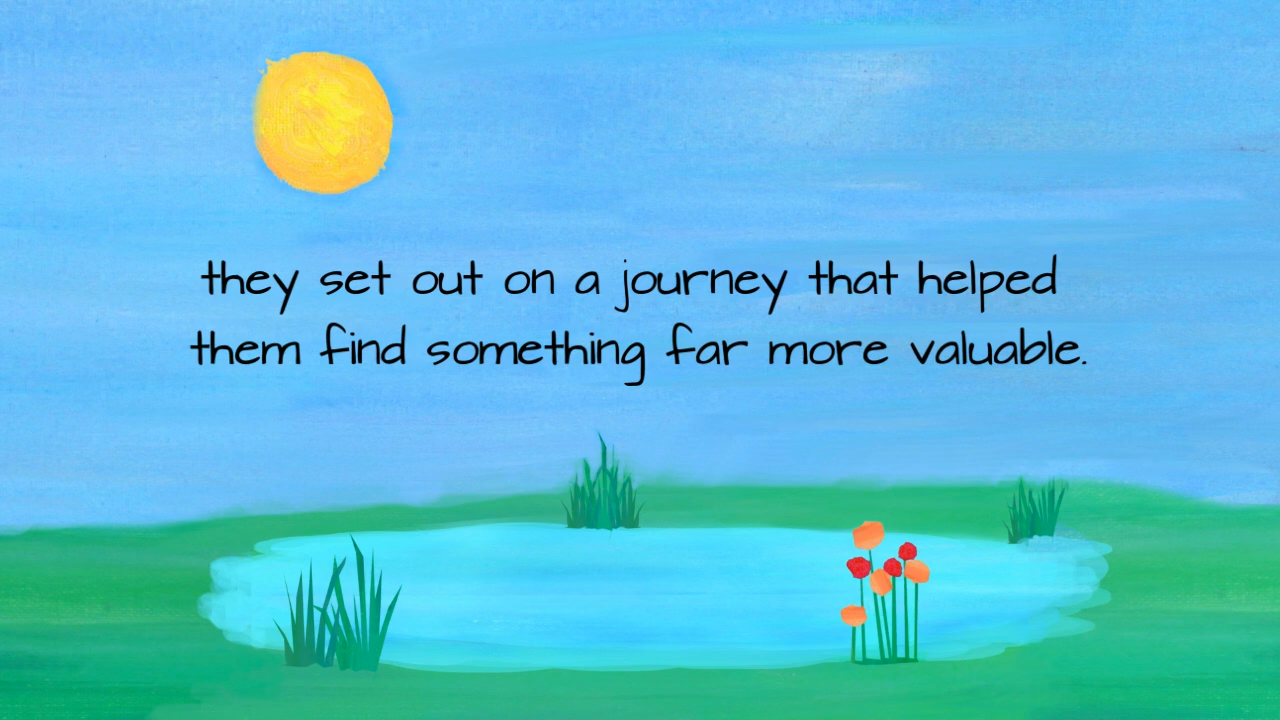 they set out on a journey that helped
them find something far more valuable.